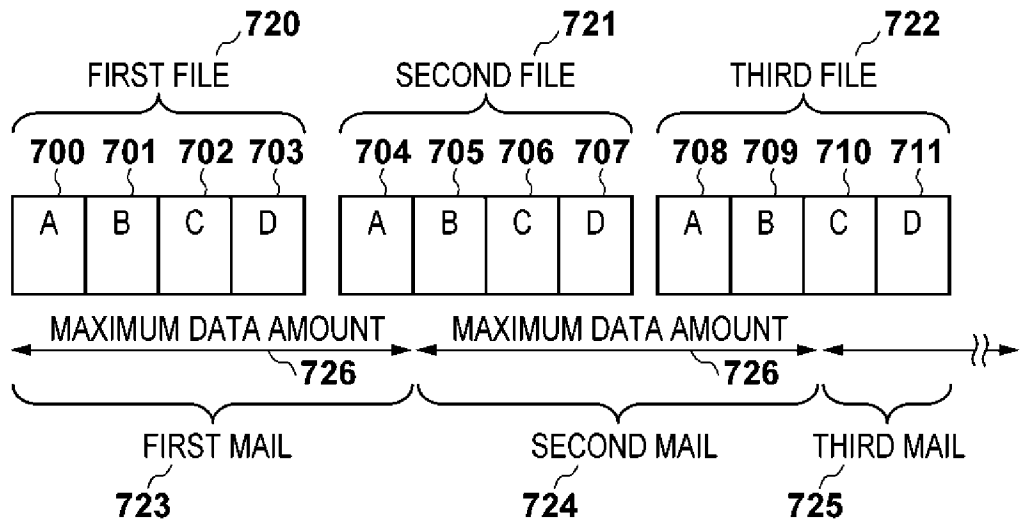 720 721 722
FIRST FILE SECOND FILE THIRD FILE
700 701 702 703 704 705 706 707 708 709 710 711
A B C D A B C D A B C D
MAXIMUM DATA AMOUNT MAXIMUM DATA AMOUNT
726 726
FIRST MAIL SECOND MAIL THIRD MAIL
723 724 725